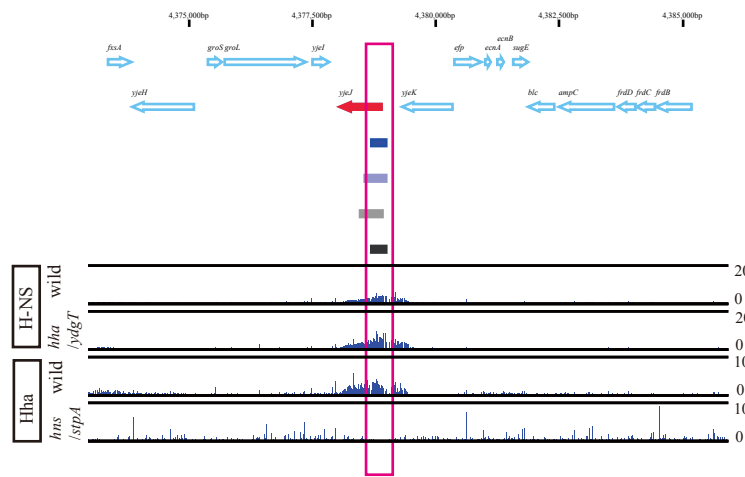 4,375,000bp 4,377,500bp 4,380,000bp 4,382,500bp 4,385,000bp
ecnB
fxsA groS groL yjeI efp ecnA sugE
yjeH yjeJ yjeK blc ampC frdD frdC frdB
H-NS
wild
20
0
hha
/ydgT
20
0
Hha
wild
10
0
hns
/stpA
10
0